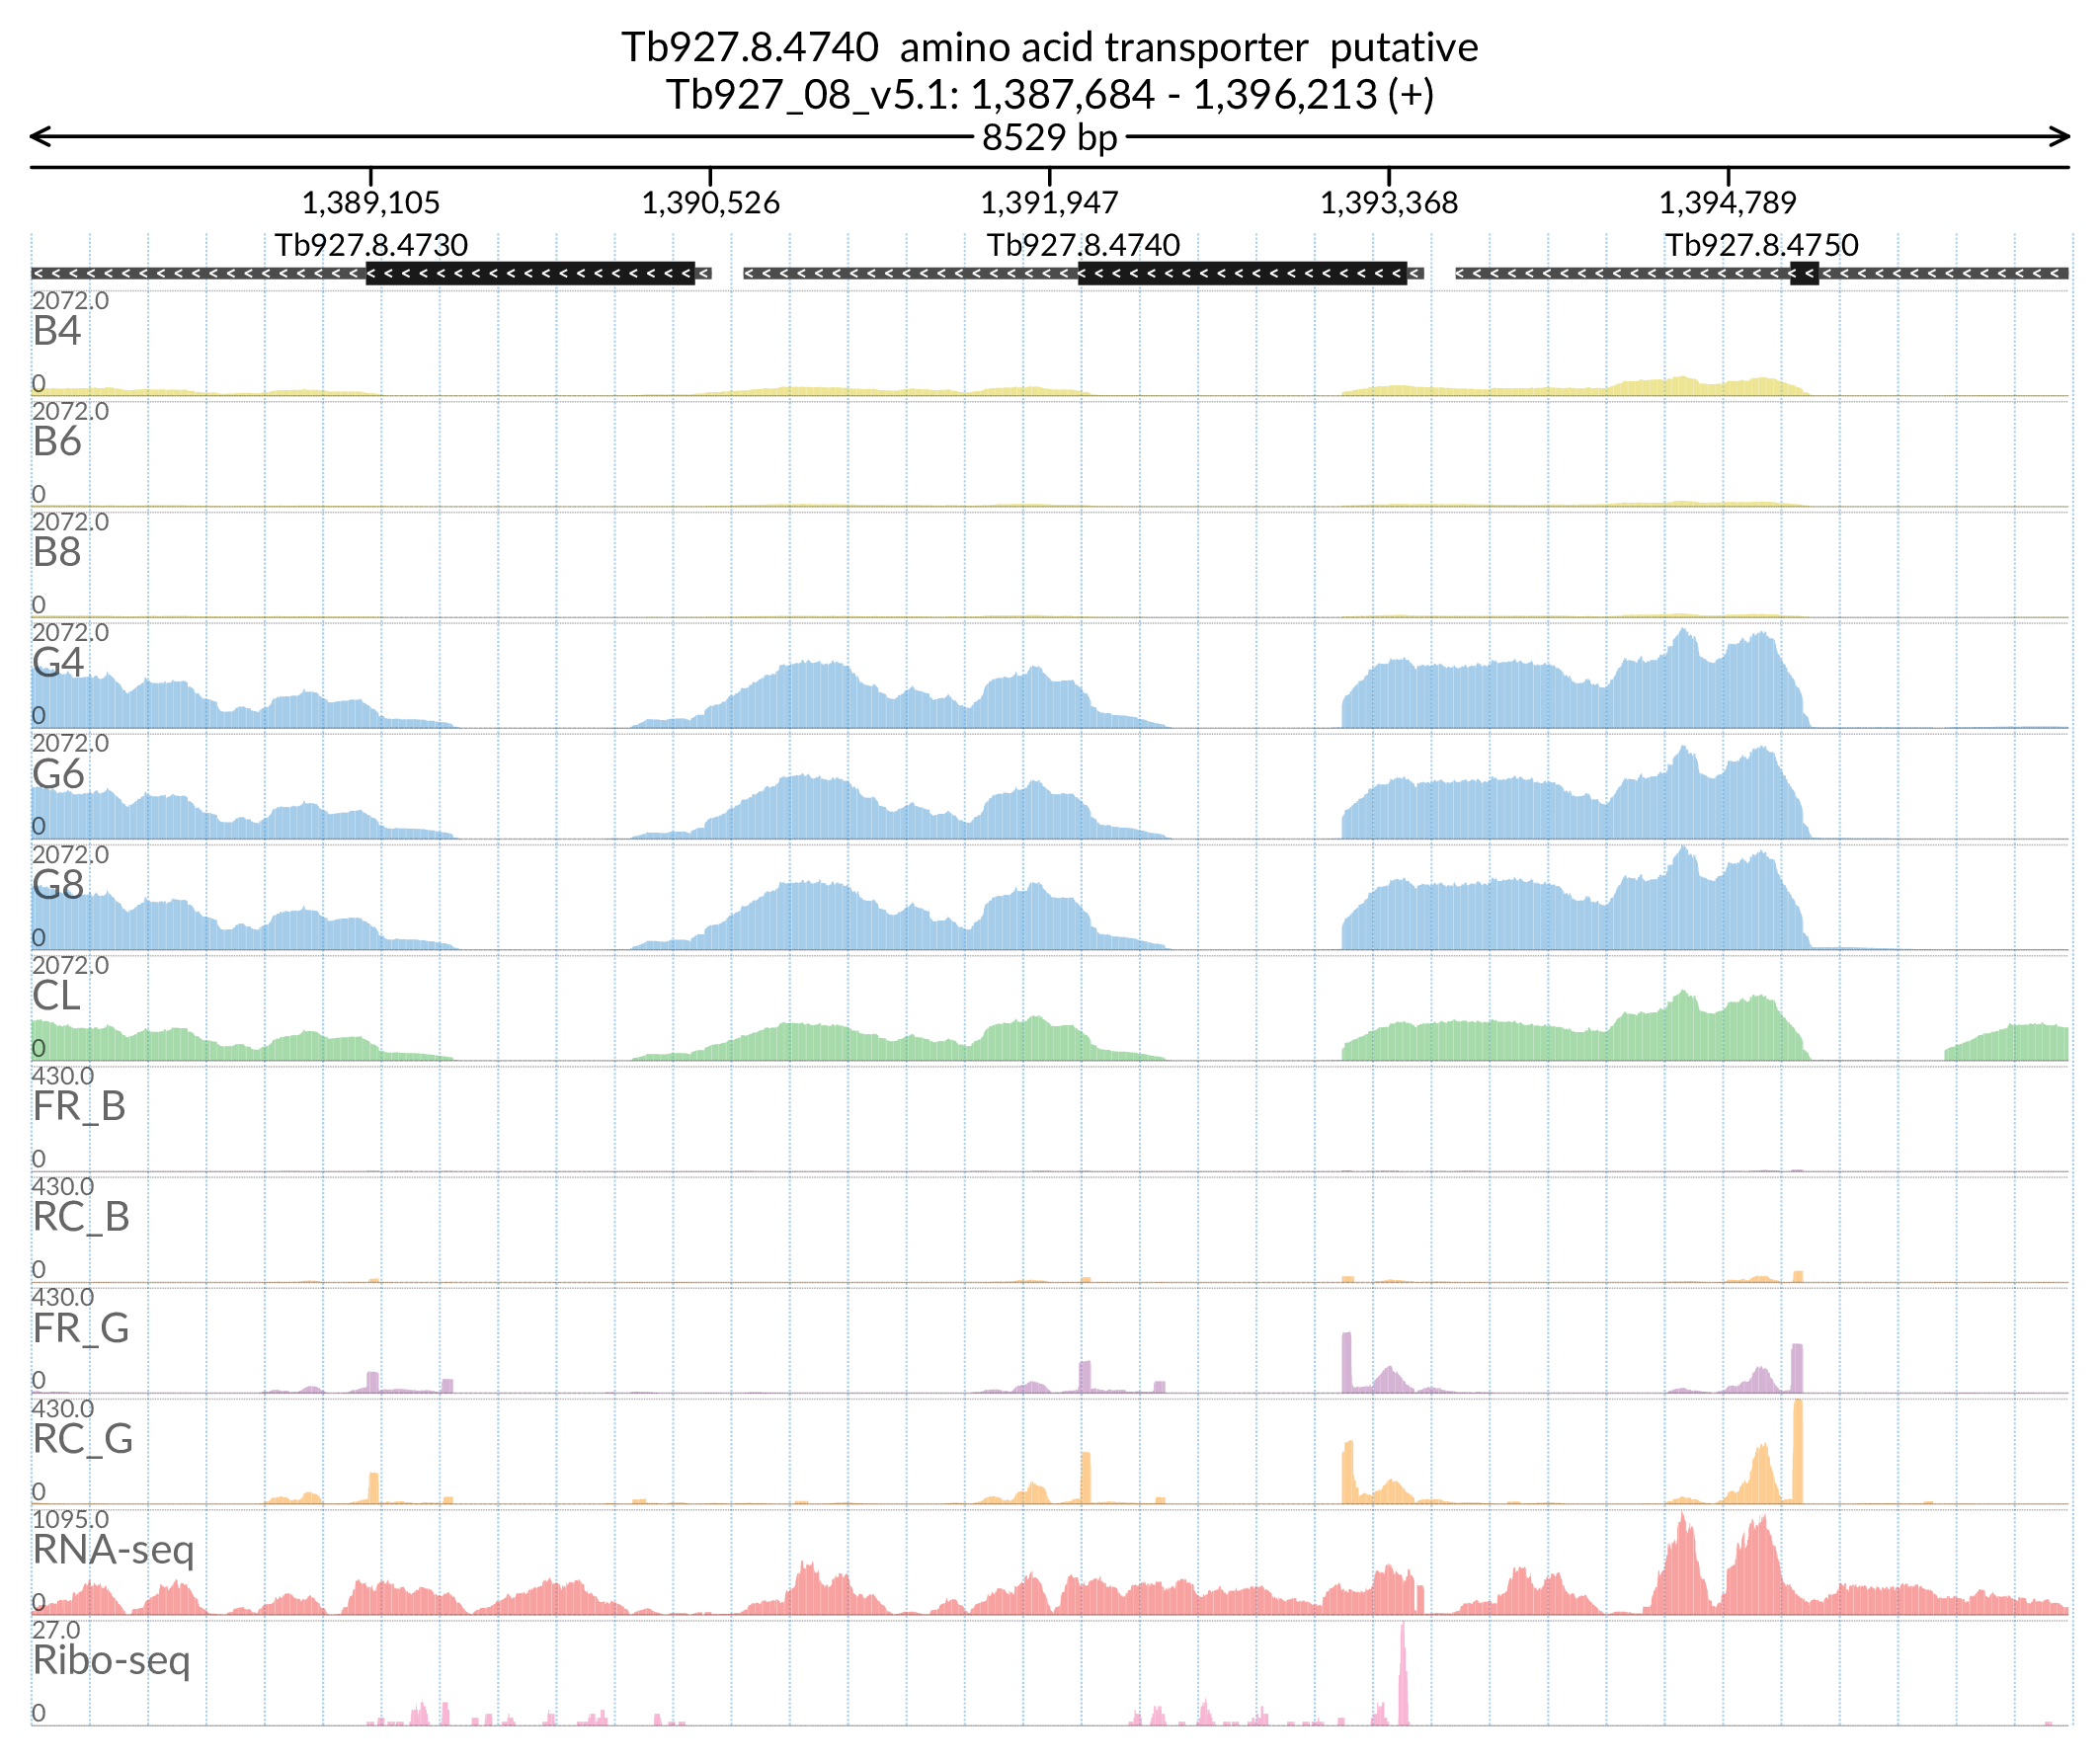 Tb927.8.4740 amino acid transporter putative
Tb927_08_v5.1: 1,387,684 - 1,396,213 (+)
8529 bp
1,389,105 1,390,526 1,391,947 1,393,368 1,394,789
Tb927.8.4730 Tb927.8.4740 Tb927.8.4750
2072.0
B4
0
2072.0
B6
0
2072.0
B8
0
2072.0
G4
0
2072.0
G6
0
2072.0
G8
0
2072.0
CL
0
430.0
FR_B
0
430.0
RC_B
0
430.0
FR_G
0
430.0
RC_G
0
1095.0
RNA-seq
0
27.0
Ribo-seq
0